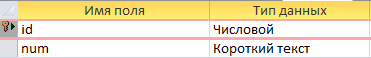 Имя поля Тип данных
id Числовой
num Короткий текст